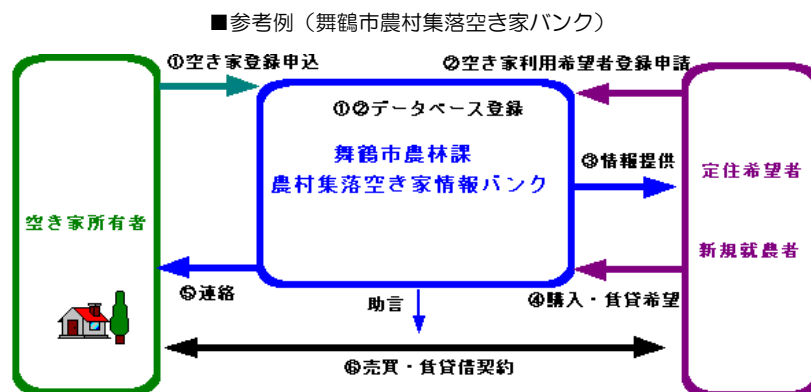 ■参考例（舞鶴市農村集落空き家バンク）
①空き家登録申込
②空き家利用希望者登録申請
①②データベース登録
舞鶴市農林課
農村集落空き家情報バンク
③情報提供
定住希望者
新規就農者
空き家所有者
⑤連絡
助言
④購入・賃貸希望
⑥売買・賃貸借契約